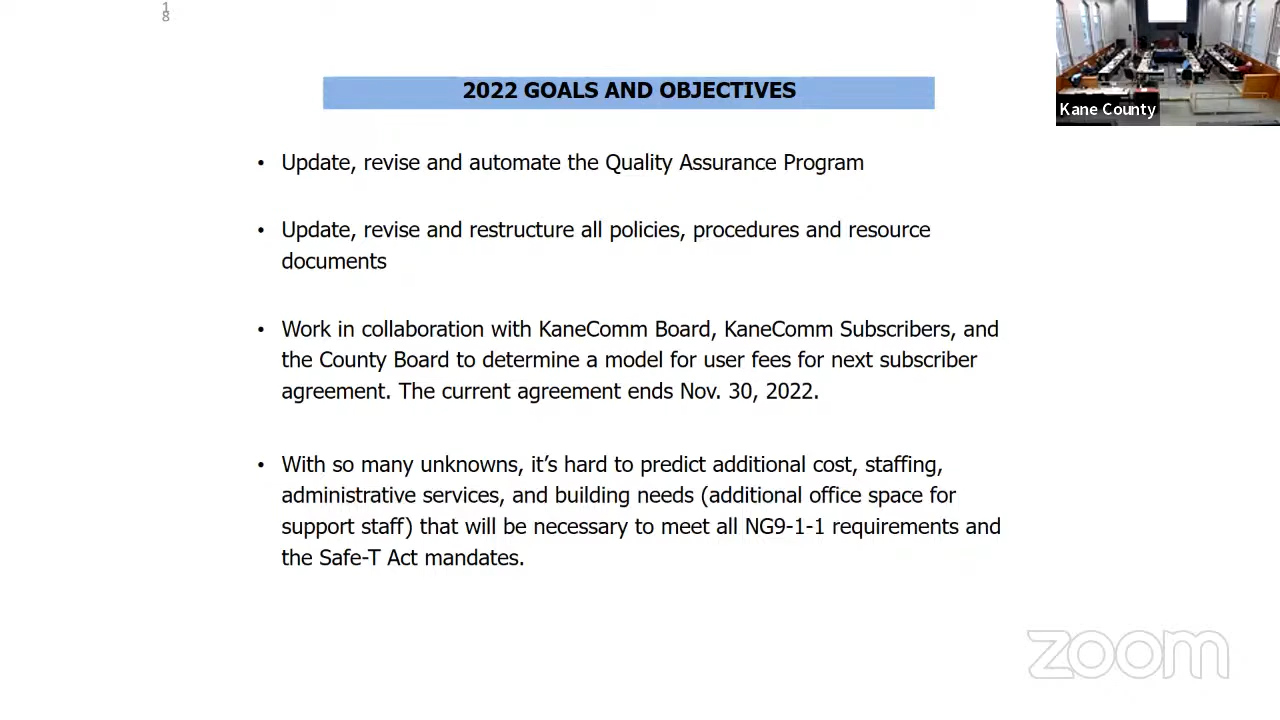 1
8
2022 GOALS AND OBJECTIVES
Kane County
• Update, revise and automate the Quality Assurance Program
• Update, revise and restructure all policies, procedures and resource
documents
• Work in collaboration with KaneComm Board, KaneComm Subscribers, and
the County Board to determine a model for user fees for next subscriber
agreement. The current agreement ends Nov. 30, 2022.
• With so many unknowns, it’s hard to predict additional cost, staffing,
administrative services, and building needs (additional office space for
support staff) that will be necessary to meet all NG9-1-1 requirements and
the Safe-T Act mandates.
zoom